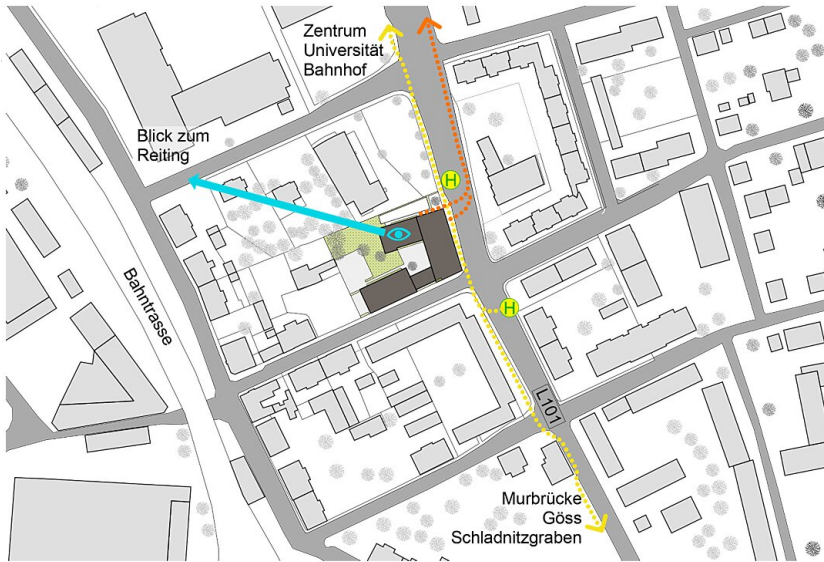 Zentrum
Universität
Bahnhof
Blick zum
Reiting
H
Bahntrasse
H
L101
Murbrücke
Göss
Schladnitzgraben